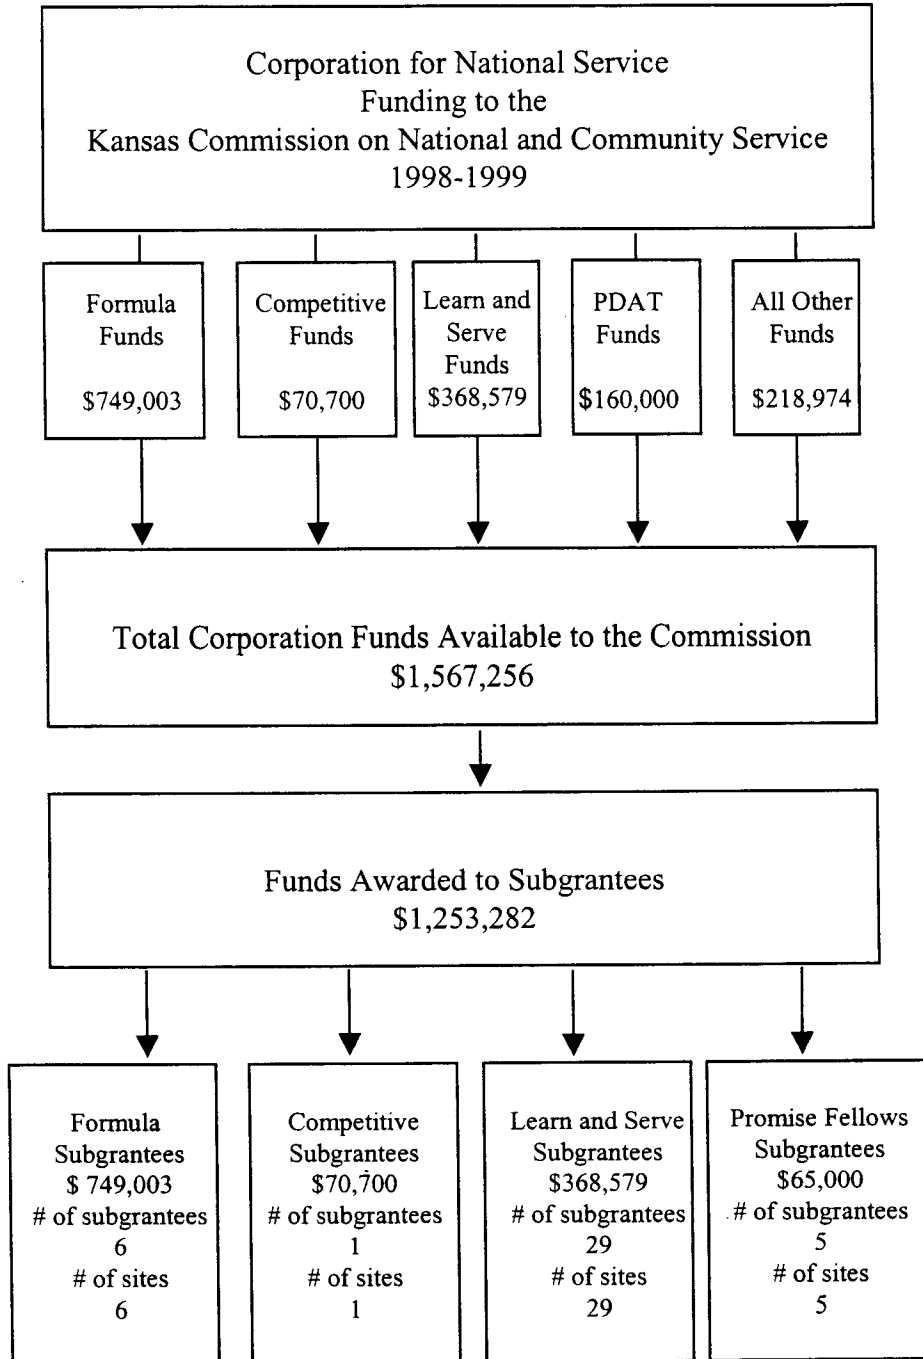 Corporation for National Service
Funding to the
Kansas Commission on National and Community Service
1998-1999
Formula
Funds
$749,003
Competitive
Funds
$70,700
Learn and
Serve
Funds
$368,579
PDAT
Funds
$160,000
All Other
Funds
$218,974
Total Corporation Funds Available to the Commission
$1,567,256
Funds Awarded to Subgrantees
$1,253,282
Formula
Subgrantees
$ 749,003
# of subgrantees
6
# of sites
6
Competitive
Subgrantees
$70,700
# of subgrantees
1
# of sites
1
Learn and Serve
Subgrantees
$368,579
# of subgrantees
29
# of sites
29
Promise Fellows
Subgrantees
$65,000
# of subgrantees
5
# of sites
5